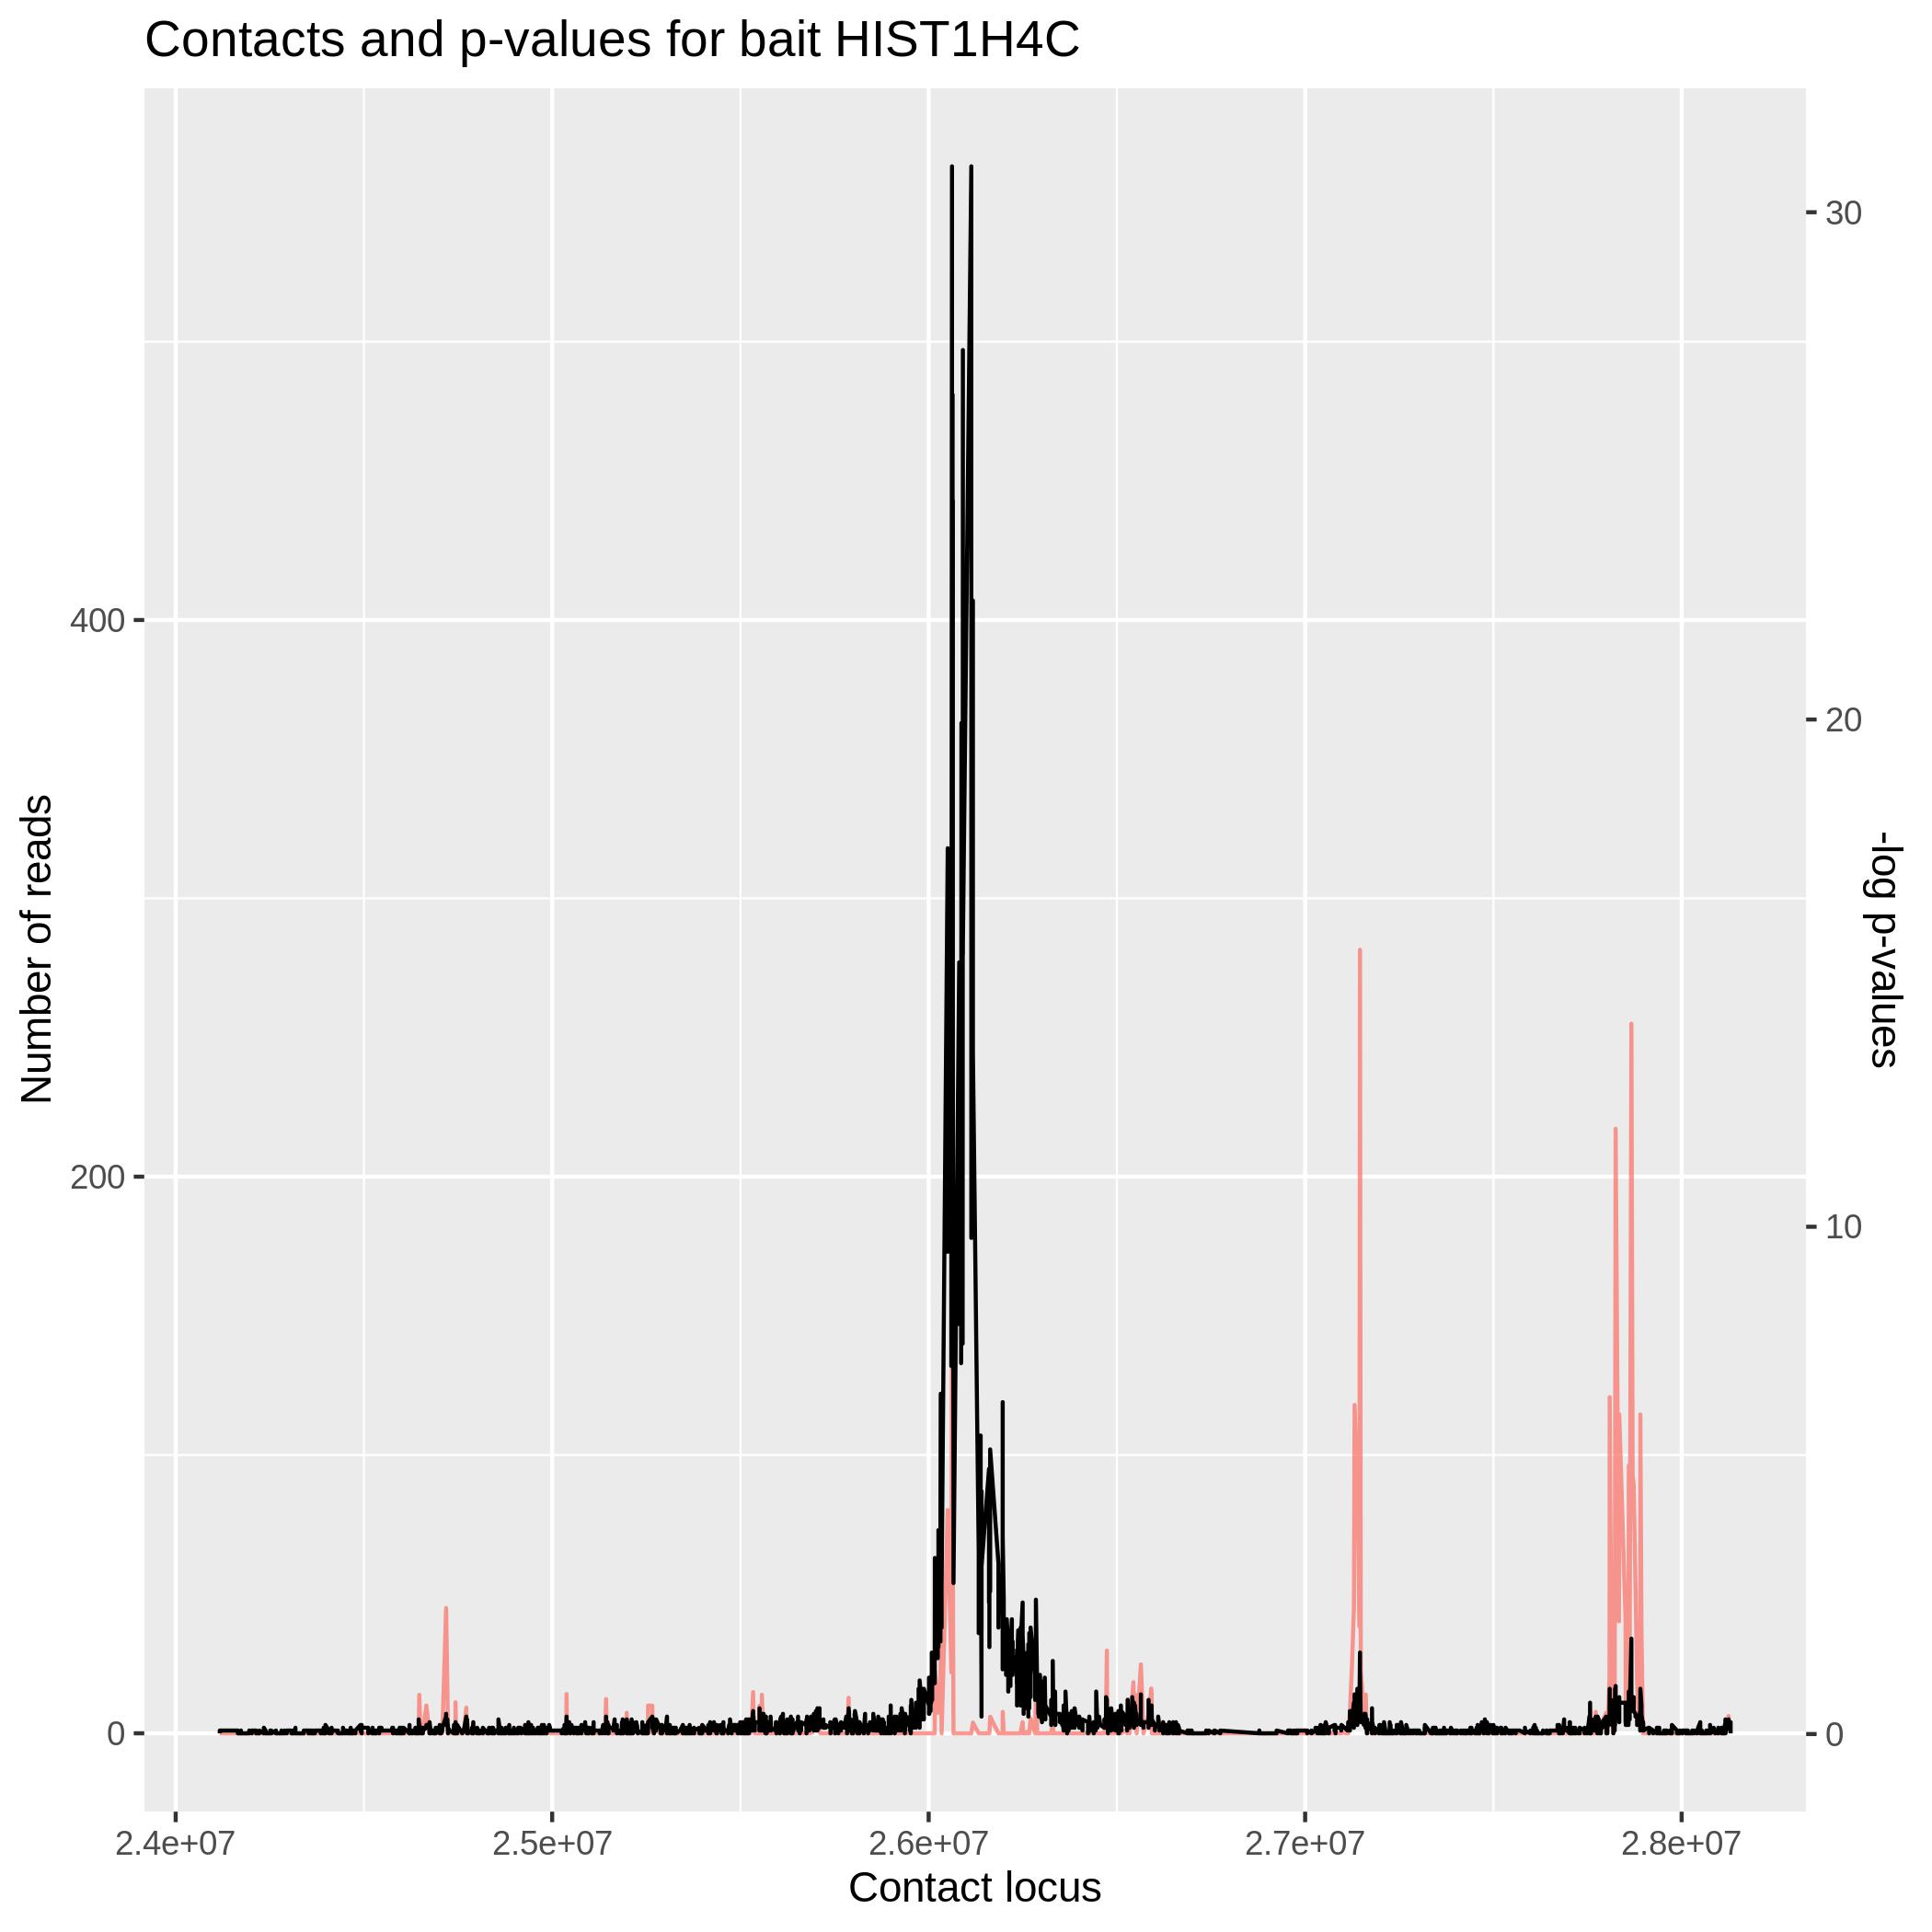 Contacts and p-values for bait HIST1H4C
Number of reads
400
200
0
30
20
10
0
-log p-values
2.4e+07
2.5e+07
2.6e+07
2.7e+07
2.8e+07
Contact locus